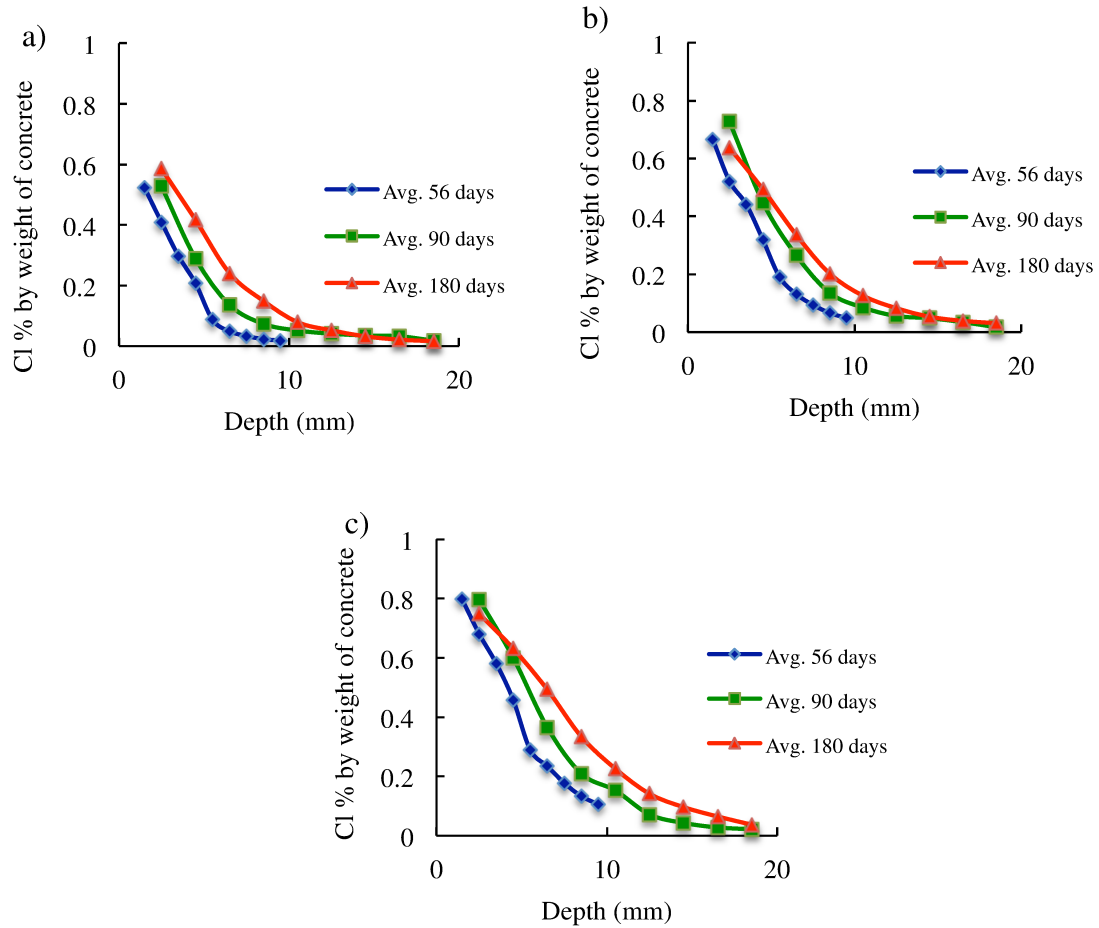 a)
Cl % by weight of concrete
1
0.8
0.6
0.4
0.2
0
0
10
20
Depth (mm)
Avg. 56 days
Avg. 90 days
Avg. 180 days
b)
Cl % by weight of concrete
1
0.8
0.6
0.4
0.2
0
0
10
20
Depth (mm)
Avg. 56 days
Avg. 90 days
Avg. 180 days
c)
Cl % by weight of concrete
1
0.8
0.6
0.4
0.2
0
0
10
20
Depth (mm)
Avg. 56 days
Avg. 90 days
Avg. 180 days